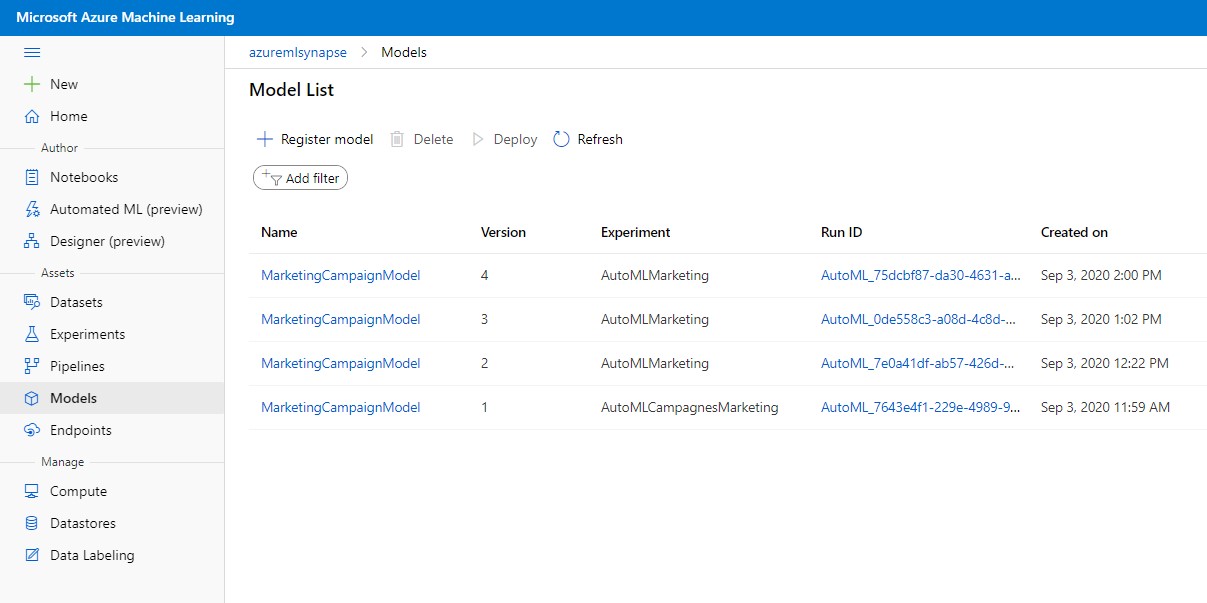 Microsoft Azure Machine Learning
azuremlsynapse > Models
New
Home
Author
Notebooks
Automated ML (preview)
Designer (preview)
Assets
Datasets
Experiments
Pipelines
Models
Endpoints
Manage
Compute
Datastores
Data Labeling
Model List
Register model Delete Deploy Refresh
Add filter
Name Version Experiment Run ID Created on
MarketingCampaignModel 4 AutoMLMarketing AutoML_75dcbf87-da30-4631-a... Sep 3, 2020 2:00 PM
MarketingCampaignModel 3 AutoMLMarketing AutoML_0de558c3-a08d-4c8d-... Sep 3, 2020 1:02 PM
MarketingCampaignModel 2 AutoMLMarketing AutoML_7e0a41df-ab57-426d-... Sep 3, 2020 12:22 PM
MarketingCampaignModel 1 AutoMLCampagnesMarketing AutoML_7643e4f1-229e-4989-9... Sep 3, 2020 11:59 AM